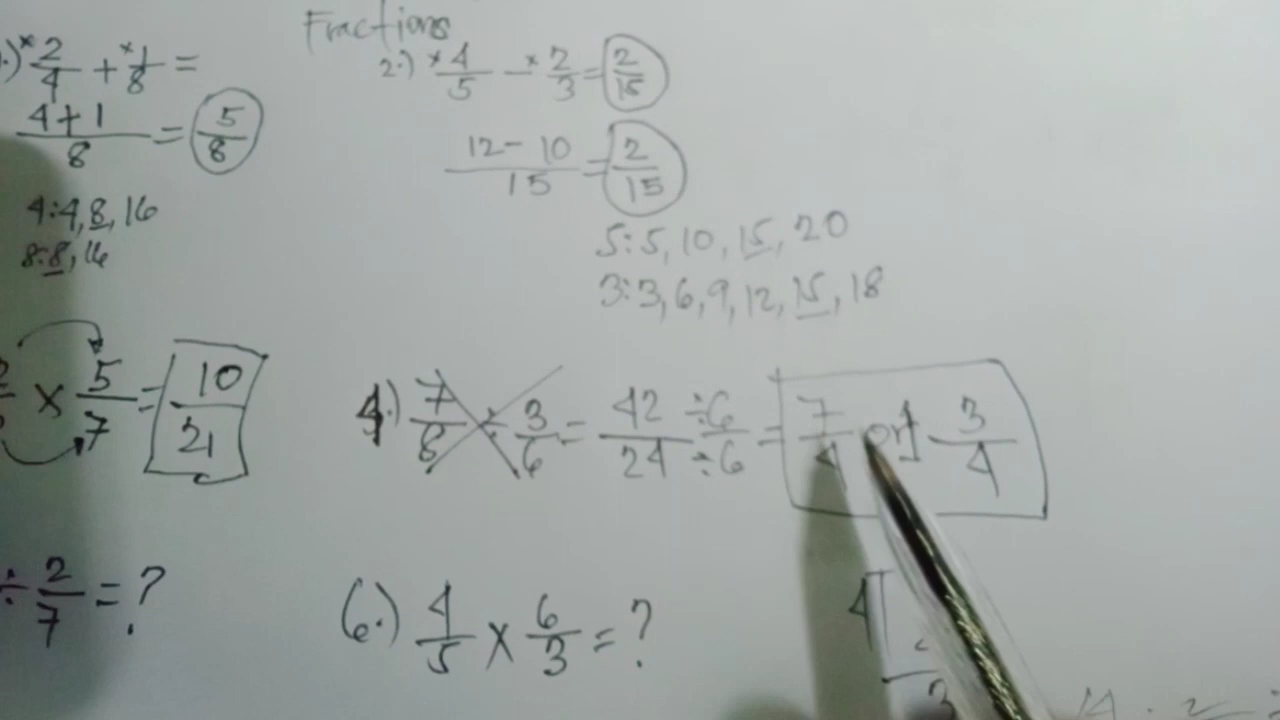 Fractions
1.) 2/4 + 1/8 =
4+1/8 = 5/8
4:4,8,16
8:8,16
2.) 4/5 - 2/3 = 2/15
12-10/15 = 2/15
5:5,10,15,20
3:3,6,9,12,15,18
x 5/7 = 10/21
4.) 7/8 ÷ 3/6 = 42÷6/24÷6 = 7/4 or 1 3/4
÷ 2/7 = ?
6.) 4/5 x 6/3 = ?
4